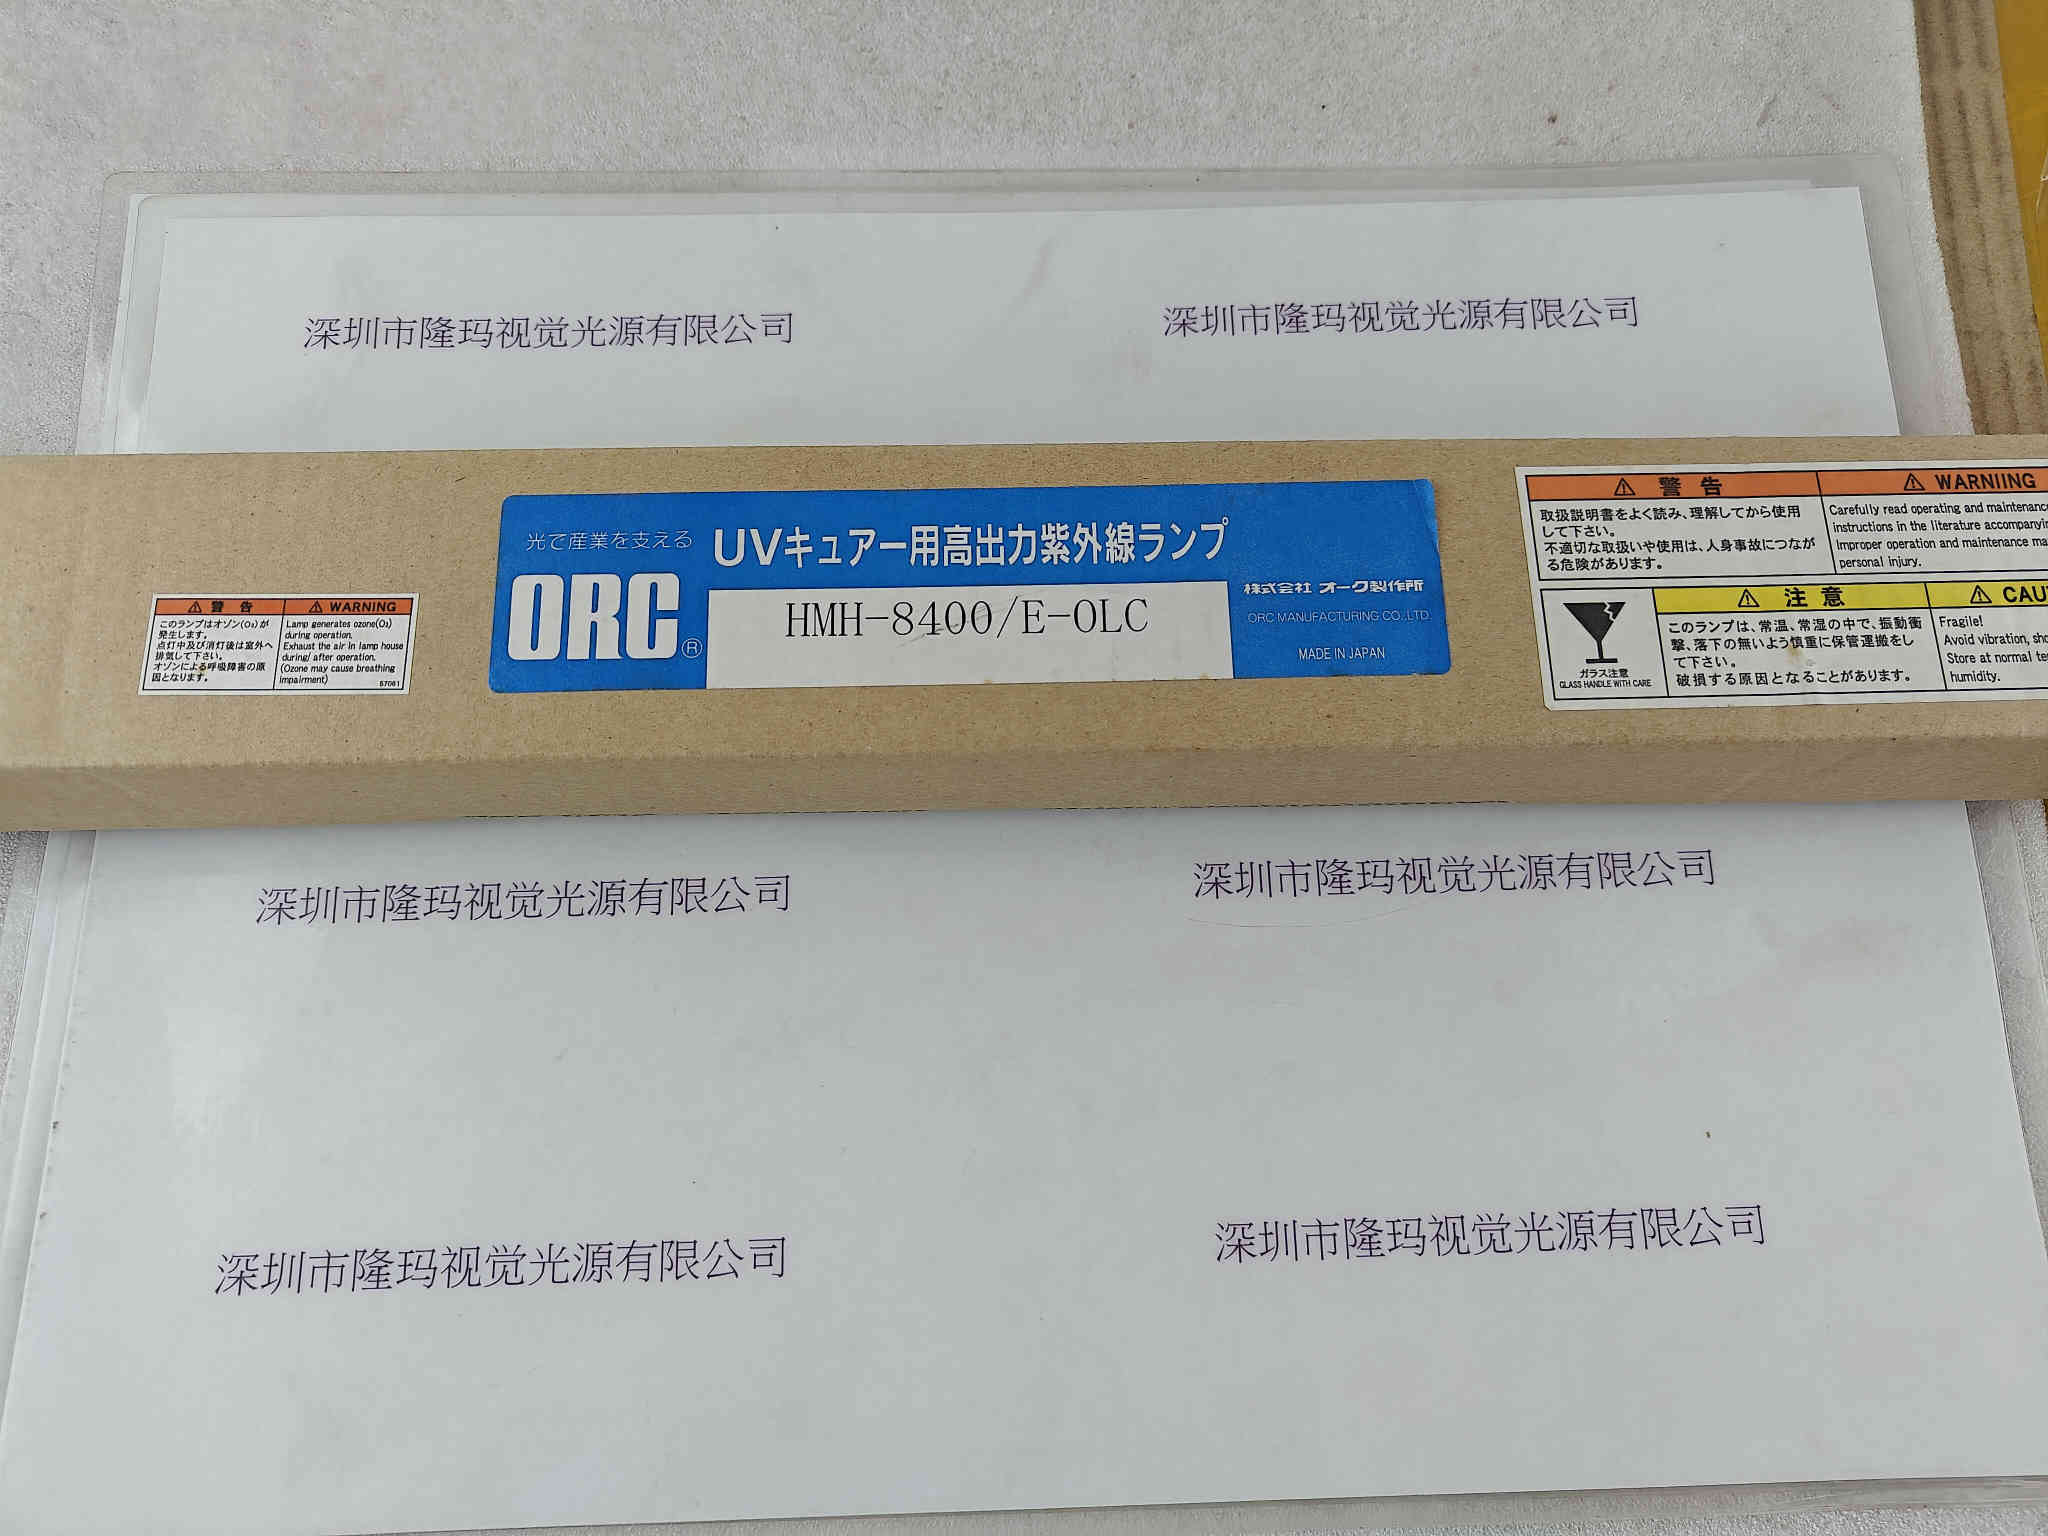 深圳市隆玛视觉光源有限公司
深圳市隆玛视觉光源有限公司
警告
このランプはオゾン(O₃)が
発生します。
点灯中及び消灯後は室外へ
排気して下さい。
オゾンによる呼吸障害の原
因となります。
WARNING
Lamp generates ozone(O₃)
during operation.
Exhaust the air in lamp house
during/ after operation.
(Ozone may cause breathing
impairment)
57061
光で産業を支える
UVキュアー用高出力紫外線ランプ
ORC®
HMH-8400/E-OLC
株式会社 オーク製作所
ORC MANUFACTURING CO.,LTD.
MADE IN JAPAN
警告
取扱説明書をよく読み、理解してから使用
して下さい。
不適切な取扱いや使用は、人身事故につなが
る危険があります。
WARNIING
Carefully read operating and maintenance
instructions in the literature accompanyi
Improper operation and maintenance ma
personal injury.
ガラス注意
GLASS HANDLE WITH CARE
注意
このランプは、常温、常湿の中で、振動衝
撃、落下の無いよう慎重に保管運搬をし
て下さい。
破損する原因となることがあります。
CAU
Fragile!
Avoid vibration, sho
Store at normal te
humidity.
深圳市隆玛视觉光源有限公司
深圳市隆玛视觉光源有限公司
深圳市隆玛视觉光源有限公司
深圳市隆玛视觉光源有限公司